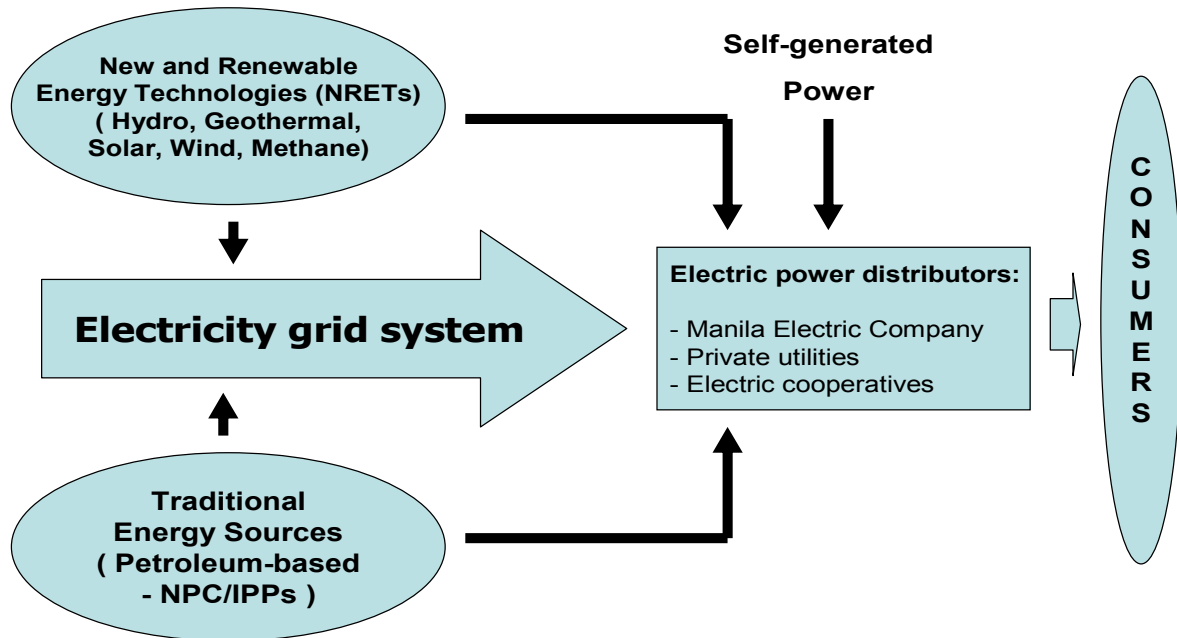 New and Renewable
Energy Technologies (NRETs)
( Hydro, Geothermal,
Solar, Wind, Methane)
Self-generated
Power
Electricity grid system
Electric power distributors:
- Manila Electric Company
- Private utilities
- Electric cooperatives
CONSUMERS
Traditional
Energy Sources
( Petroleum-based
- NPC/IPPs )